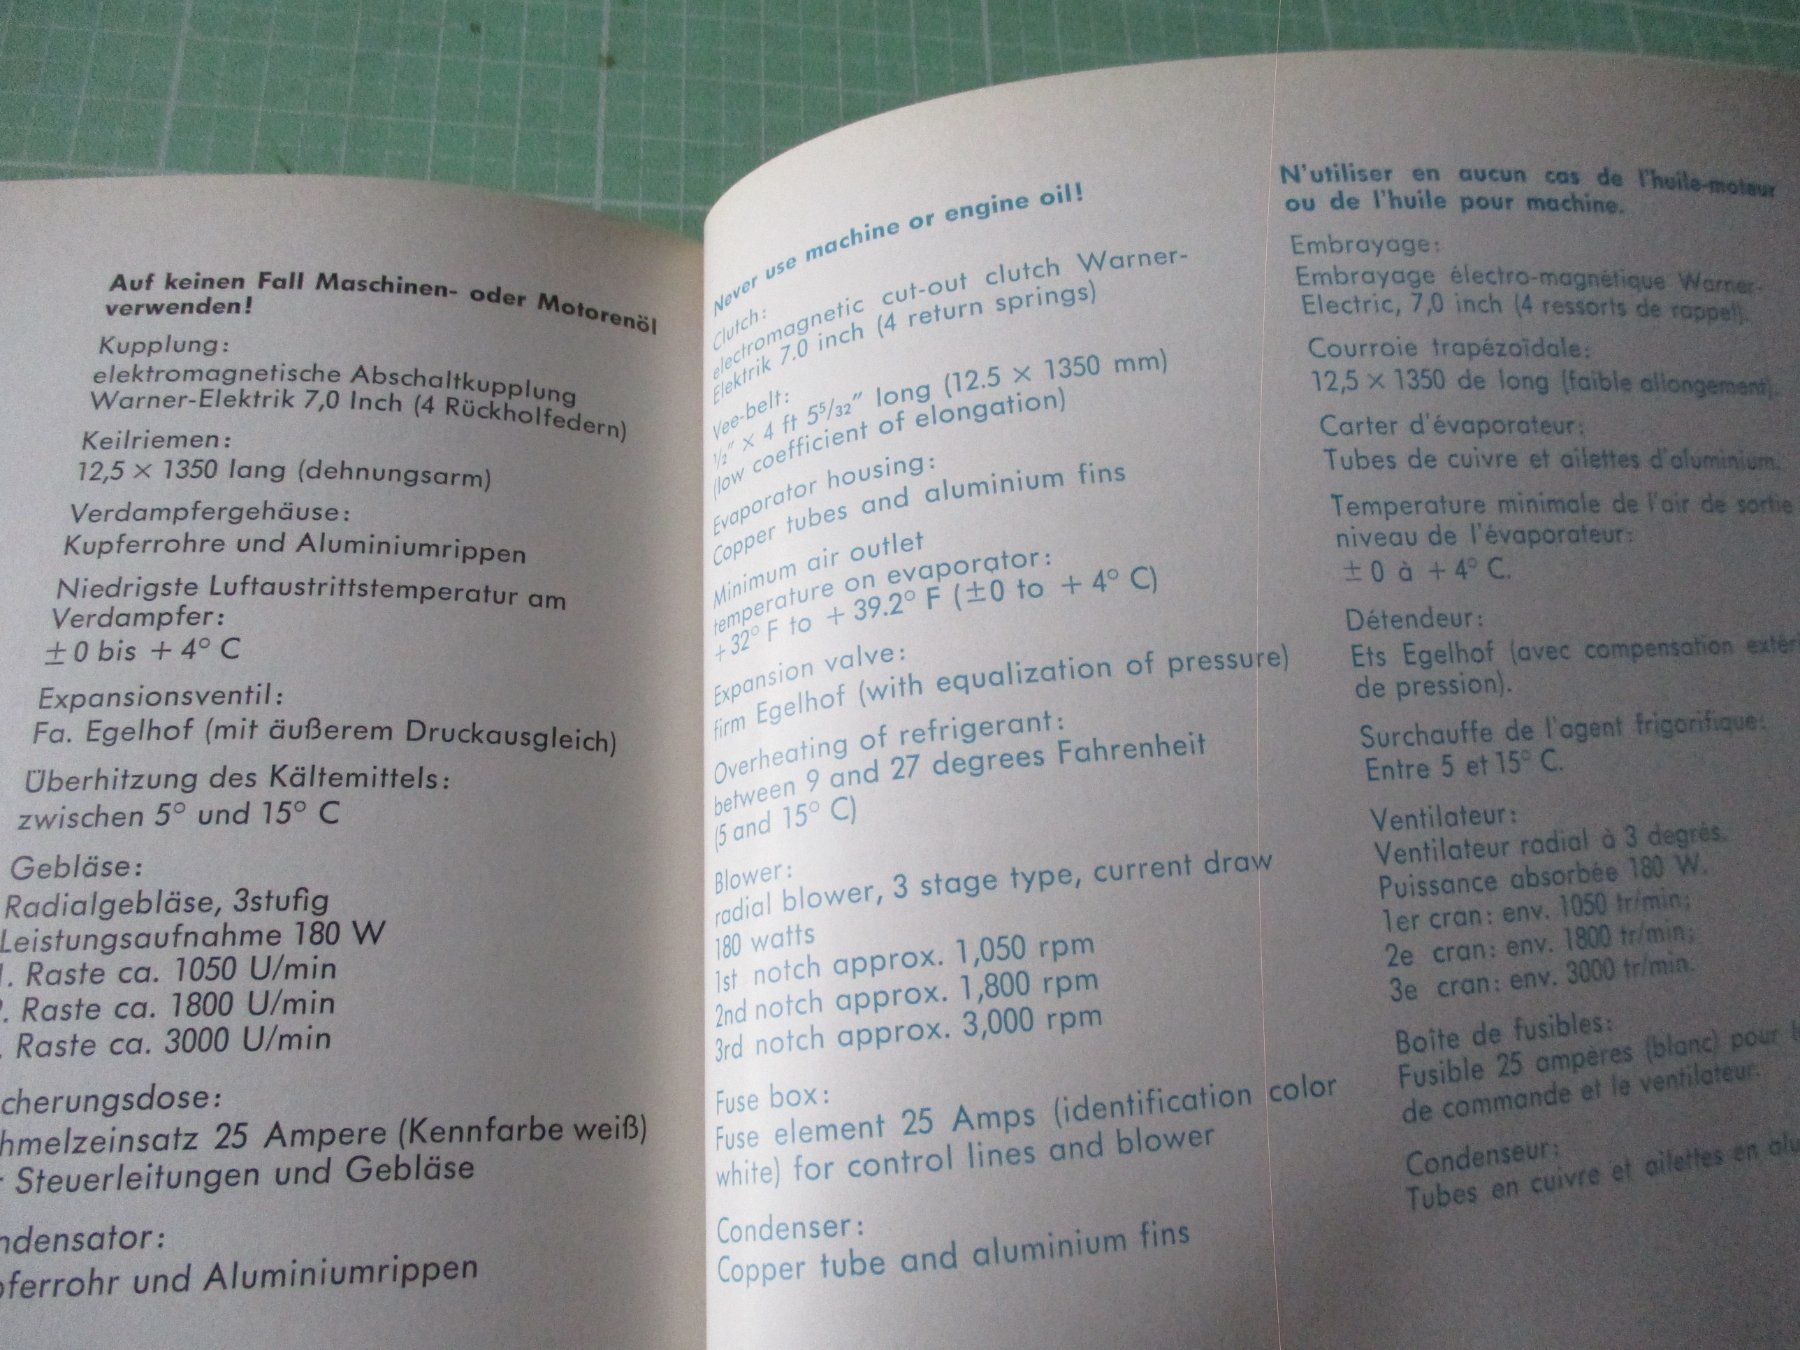 Auf keinen Fall Maschinen- oder Motorenöl
verwenden!
Kupplung:
elektromagnetische Abschaltkupplung
Warner-Elektrik 7,0 Inch (4 Rückholfedern)
Keilriemen:
12,5 × 1350 lang (dehnungsarm)
Verdampfergehäuse:
Kupferrohre und Aluminiumrippen
Niedrigste Luftaustrittstemperatur am
Verdampfer:
± 0 bis + 4° C
Expansionsventil:
Fa. Egelhof (mit äußerem Druckausgleich)
Überhitzung des Kältemittels:
zwischen 5° und 15° C
Gebläse:
Radialgebläse, 3stufig
Leistungsaufnahme 180 W
1. Raste ca. 1050 U/min
. Raste ca. 1800 U/min
. Raste ca. 3000 U/min
cherungsdose:
hmelzeinsatz 25 Ampere (Kennfarbe weiß)
r Steuerleitungen und Gebläse
ndensator:
pferrohr und Aluminiumrippen
Never use machine or engine oil!
Clutch:
electromagnetic cut-out clutch Warner-
Elektrik 7.0 inch (4 return springs)
Vee-belt:
1/2" × 4 ft 5 5/32" long (12.5 × 1350 mm)
(low coefficient of elongation)
Evaporator housing:
Copper tubes and aluminium fins
Minimum air outlet
temperature on evaporator:
+ 32° F to + 39.2° F (±0 to + 4° C)
Expansion valve:
firm Egelhof (with equalization of pressure)
Overheating of refrigerant:
between 9 and 27 degrees Fahrenheit
(5 and 15° C)
Blower:
radial blower, 3 stage type, current draw
180 watts
1st notch approx. 1,050 rpm
2nd notch approx. 1,800 rpm
3rd notch approx. 3,000 rpm
Fuse box:
Fuse element 25 Amps (identification color
white) for control lines and blower
Condenser:
Copper tube and aluminium fins
N'utiliser en aucun cas de l'huile-moteur
ou de l'huile pour machine.
Embrayage:
Embrayage électro-magnétique Warner-
Electric, 7,0 inch (4 ressorts de rappel).
Courroie trapézoïdale:
12,5 × 1350 de long (faible allongement).
Carter d'évaporateur:
Tubes de cuivre et ailettes d'aluminium.
Temperature minimale de l'air de sortie
niveau de l'évaporateur:
± 0 à + 4° C.
Détendeur:
Ets Egelhof (avec compensation extéri
de pression).
Surchauffe de l'agent frigorifique:
Entre 5 et 15° C.
Ventilateur:
Ventilateur radial à 3 degrés.
Puissance absorbée 180 W.
1er cran: env. 1050 tr/min;
2e cran: env. 1800 tr/min;
3e cran: env. 3000 tr/min.
Boîte de fusibles:
Fusible 25 ampères (blanc) pour l
de commande et le ventilateur.
Condenseur:
Tubes en cuivre et ailettes en alu